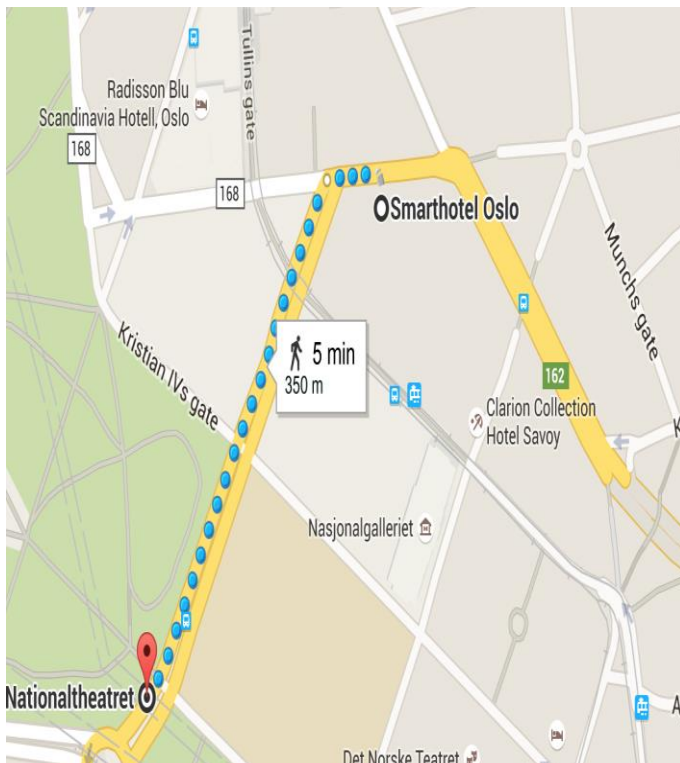 Tullins gate
Radisson Blu
Scandinavia Hotell, Oslo
168
168
Smarthotel Oslo
Munchs gate
Kristian IVs gate
5 min
350 m
162
Clarion Collection
Hotel Savoy
K
Nasjonalgalleriet
Nationaltheatret
A
Det Norske Teatret